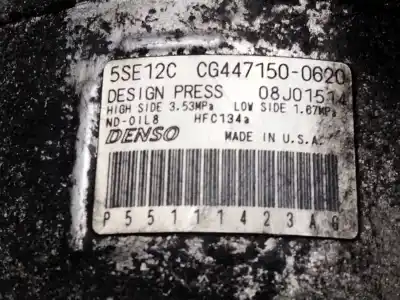 5SE12C CG447150-0620
DESIGN PRESS 08J01514
HIGH SIDE 3.53MPa LOW SIDE 1.67MPa
ND-OIL8 HFC134a
DENSO MADE IN U.S.A.
P55111423AG